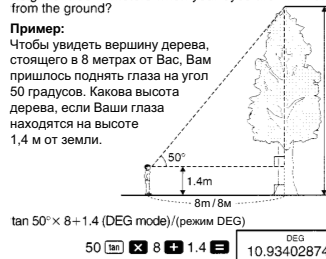 from the ground?
Пример:
Чтобы увидеть вершину дерева,
стоящего в 8 метрах от Вас, Вам
пришлось поднять глаза на угол
50 градусов. Какова высота
дерева, если Ваши глаза
находятся на высоте
1,4 м от земли.
50°
1.4m
8m / 8м
tan 50°× 8+1.4 (DEG mode)/(режим DEG)
50 tan × 8 + 1.4 =
DEG
10.93402874